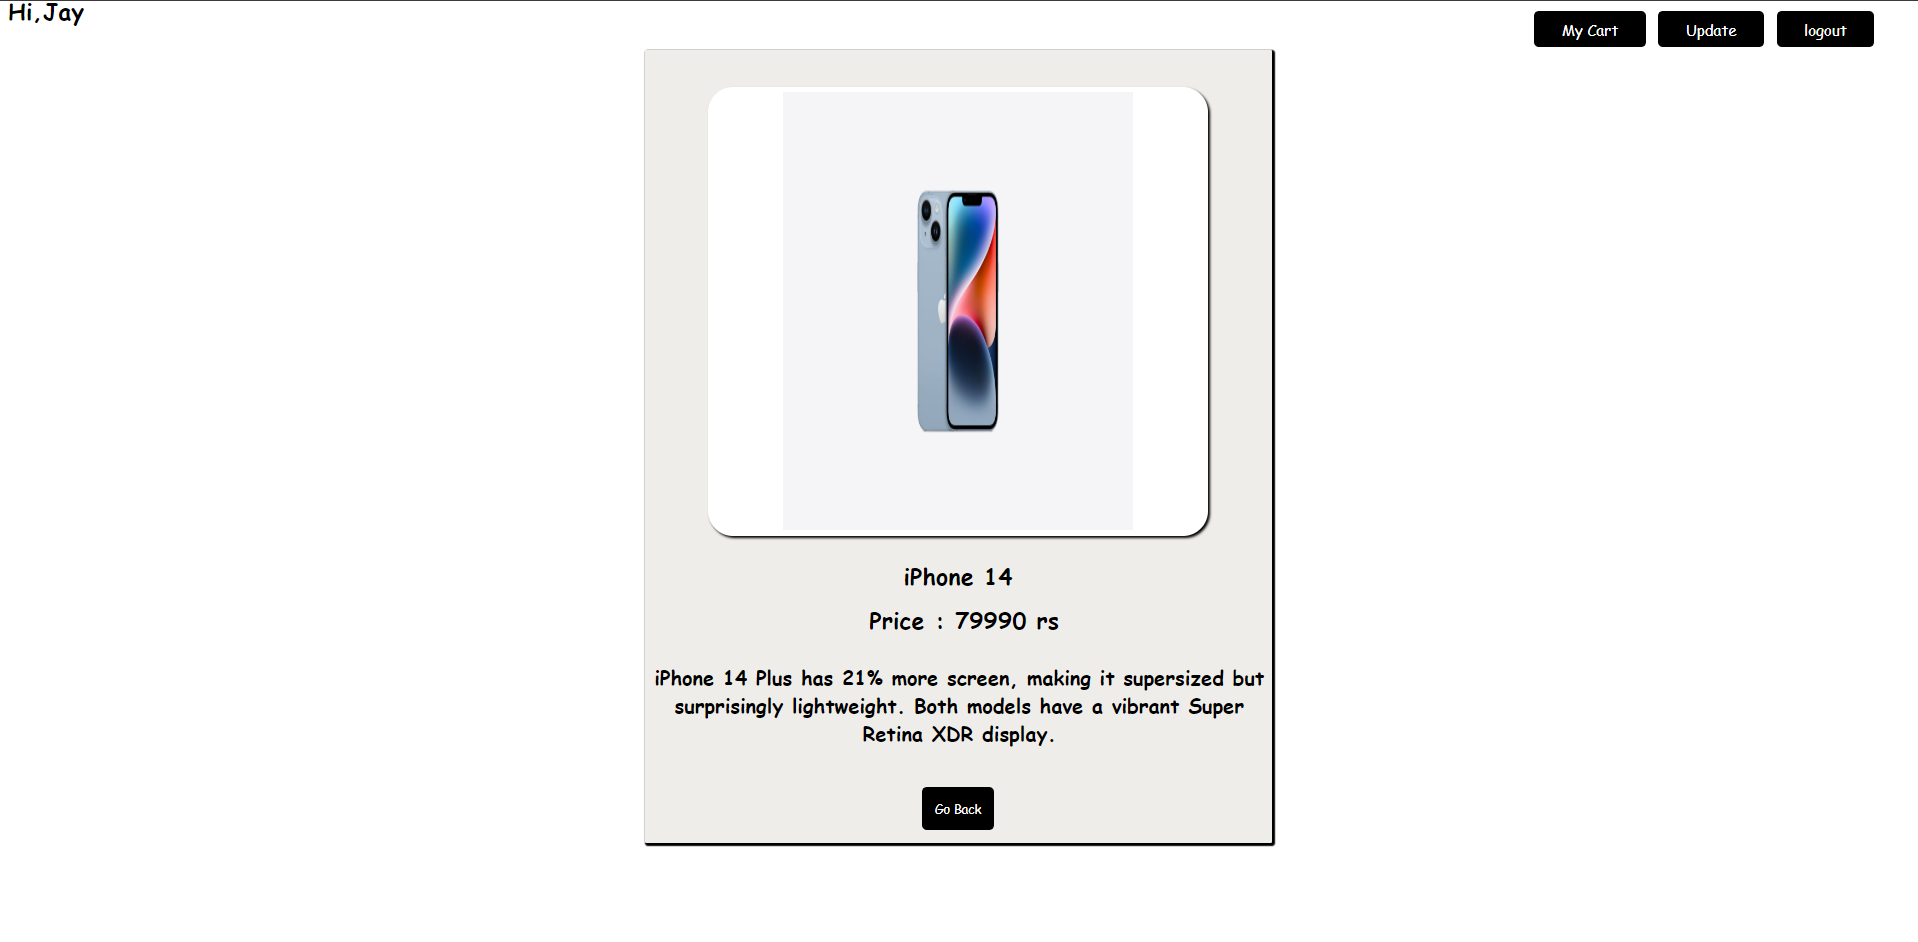 Hi,Jay
My Cart
Update
logout
iPhone 14
Price : 79990 rs
iPhone 14 Plus has 21% more screen, making it supersized but
surprisingly lightweight. Both models have a vibrant Super
Retina XDR display.
Go Back